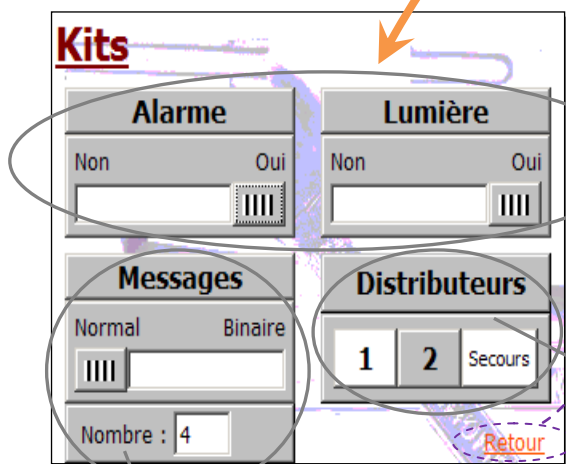 Kits
Alarme
Non Oui
Lumière
Non Oui
Messages
Normal Binaire
Nombre : 4
Distributeurs
1 2 Secours
Retour